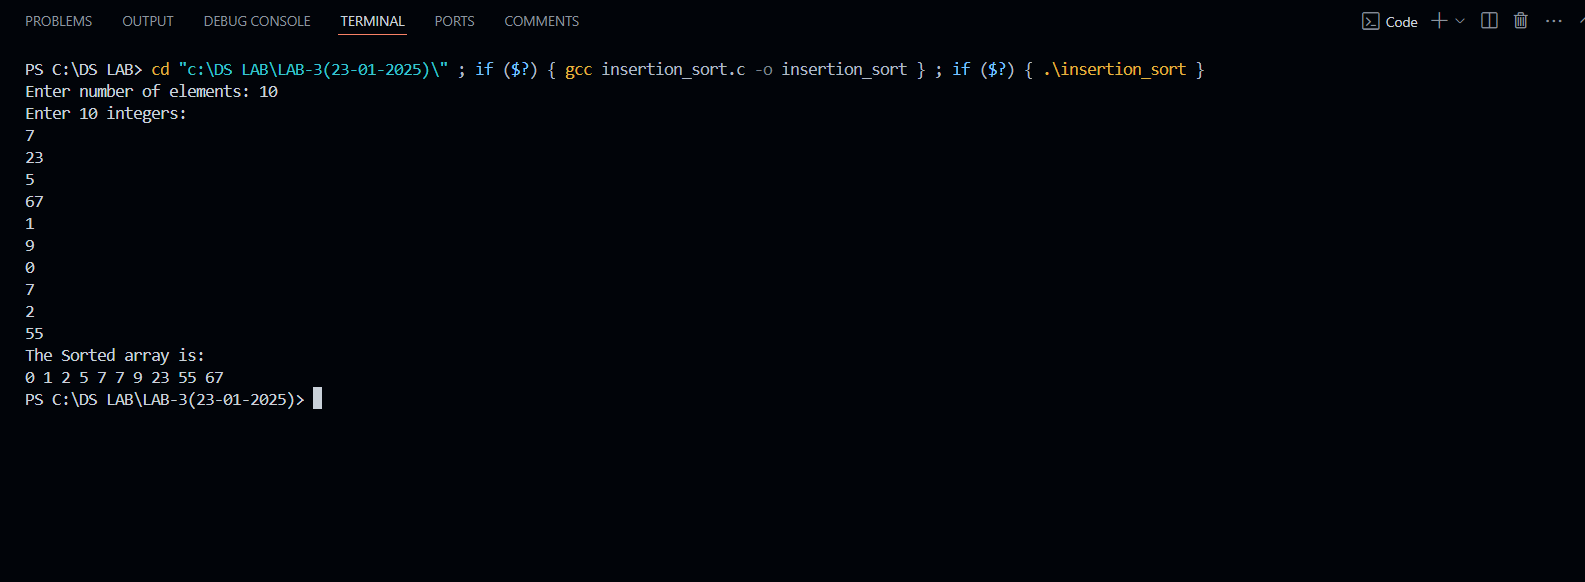 PROBLEMS OUTPUT DEBUG CONSOLE TERMINAL PORTS COMMENTS Code
PS C:\DS LAB> cd "c:\DS LAB\LAB-3(23-01-2025)\" ; if ($?) { gcc insertion_sort.c -o insertion_sort } ; if ($?) { .\insertion_sort }
Enter number of elements: 10
Enter 10 integers:
7
23
5
67
1
9
0
7
2
55
The Sorted array is:
0 1 2 5 7 7 9 23 55 67
PS C:\DS LAB\LAB-3(23-01-2025)>